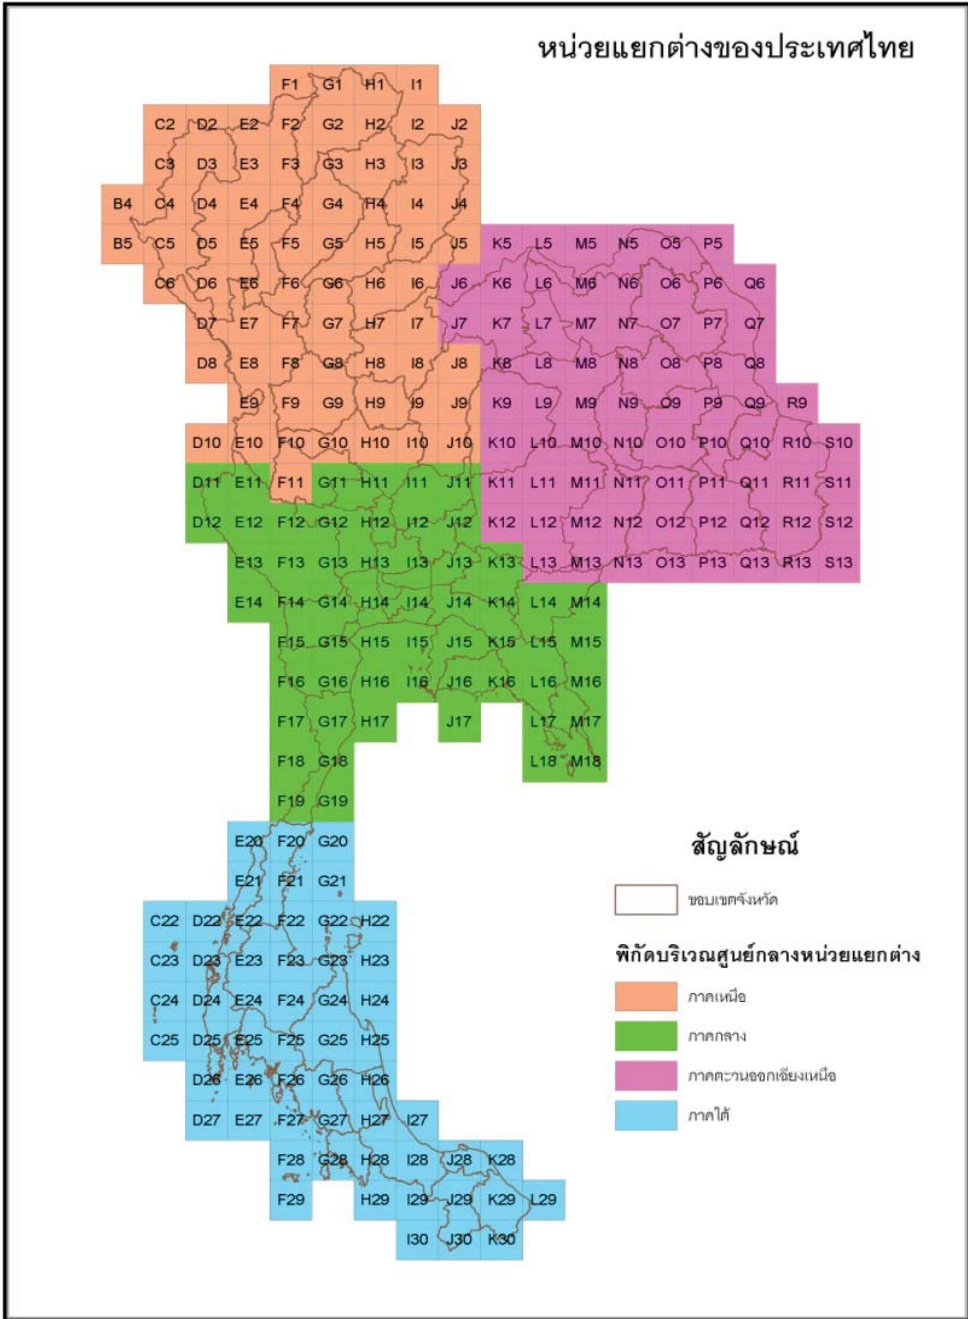 หน่วยแยกต่างของประเทศไทย
F1 G1 H1 I1
C2 D2 E2 F2 G2 H2 I2 J2
C3 D3 E3 F3 G3 H3 I3 J3
B4 C4 D4 E4 F4 G4 H4 I4 J4
B5 C5 D5 E5 F5 G5 H5 I5 J5 K5 L5 M5 N5 O5 P5
C6 D6 E6 F6 G6 H6 I6 J6 K6 L6 M6 N6 O6 P6 Q6
D7 E7 F7 G7 H7 I7 J7 K7 L7 M7 N7 O7 P7 Q7
D8 E8 F8 G8 H8 I8 J8 K8 L8 M8 N8 O8 P8 Q8
E9 F9 G9 H9 I9 J9 K9 L9 M9 N9 O9 P9 Q9 R9
D10 E10 F10 G10 H10 I10 J10 K10 L10 M10 N10 O10 P10 Q10 R10 S10
D11 E11 F11 G11 H11 I11 J11 K11 L11 M11 N11 O11 P11 Q11 R11 S11
D12 E12 F12 G12 H12 I12 J12 K12 L12 M12 N12 O12 P12 Q12 R12 S12
E13 F13 G13 H13 I13 J13 K13 L13 M13 N13 O13 P13 Q13 R13 S13
E14 F14 G14 H14 I14 J14 K14 L14 M14
F15 G15 H15 I15 J15 K15 L15 M15
F16 G16 H16 I16 J16 K16 L16 M16
F17 G17 H17 J17 L17 M17
F18 G18 L18 M18
F19 G19
E20 F20 G20
E21 F21 G21
C22 D22 E22 F22 G22 H22
C23 D23 E23 F23 G23 H23
C24 D24 E24 F24 G24 H24
C25 D25 E25 F25 G25 H25
D26 E26 F26 G26 H26
D27 E27 F27 G27 H27 I27
F28 G28 H28 I28 J28 K28
F29 H29 I29 J29 K29 L29
I30 J30 K30
สัญลักษณ์
ขอบเขตจังหวัด
พิกัดบริเวณศูนย์กลางหน่วยแยกต่าง
ภาคเหนือ
ภาคกลาง
ภาคตะวันออกเฉียงเหนือ
ภาคใต้